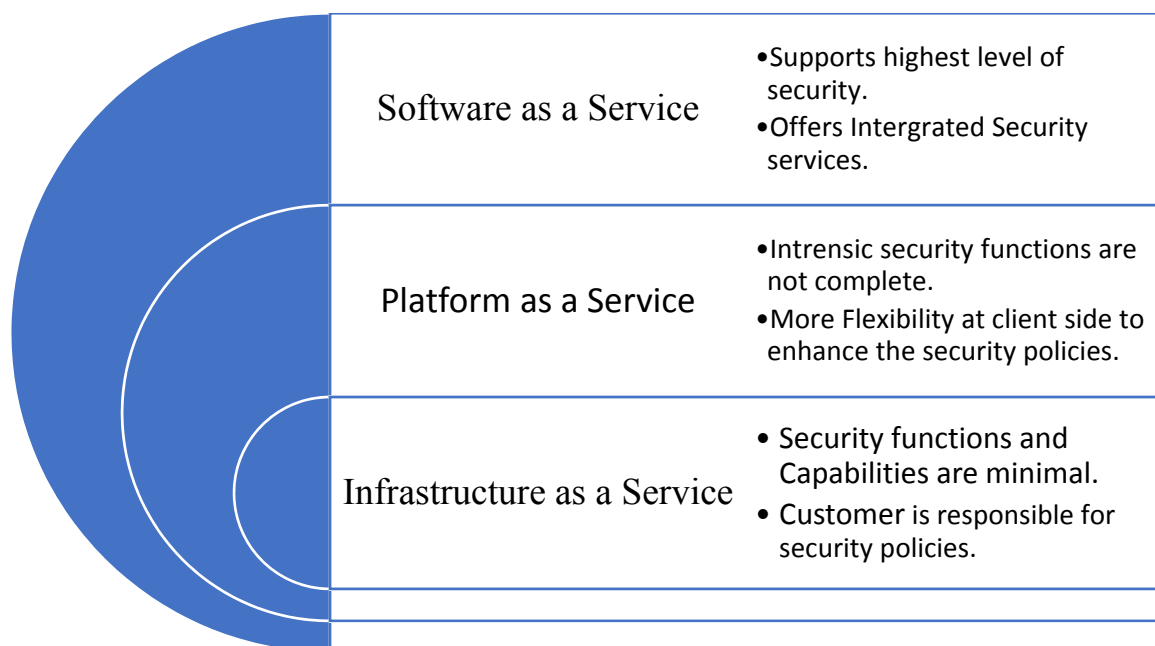 Software as a Service
•Supports highest level of
security.
•Offers Intergrated Security
services.
Platform as a Service
•Intrensic security functions are
not complete.
•More Flexibility at client side to
enhance the security policies.
Infrastructure as a Service
• Security functions and
Capabilities are minimal.
• Customer is responsible for
security policies.